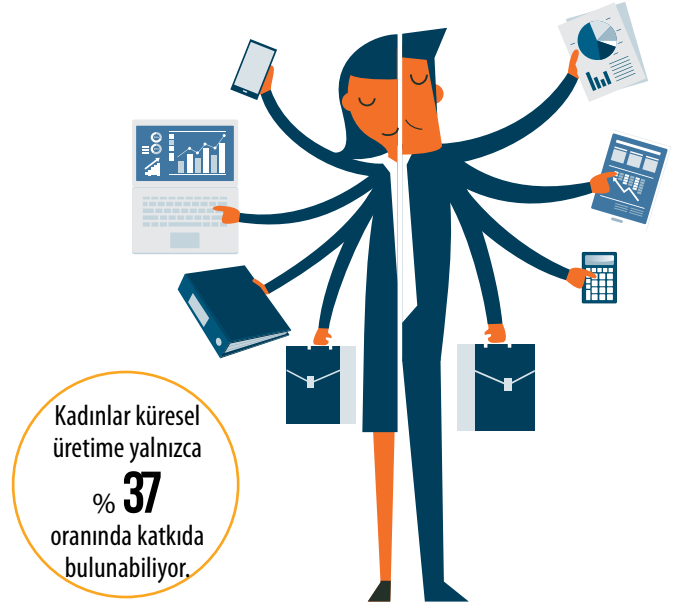 Kadınlar küresel
üretime yalnızca
% 37
oranında katkıda
bulunabiliyor.